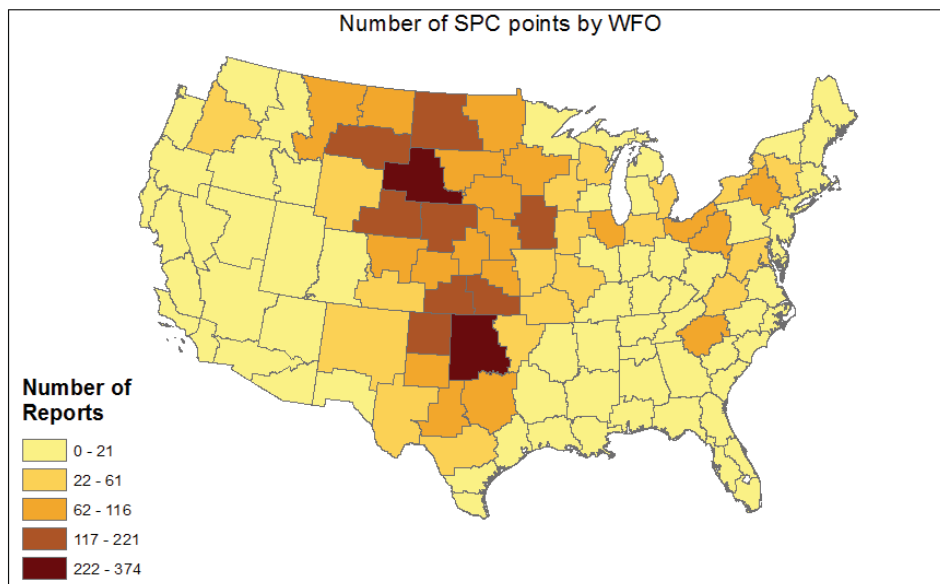 Number of SPC points by WFO
Number of
Reports
0 - 21
22 - 61
62 - 116
117 - 221
222 - 374